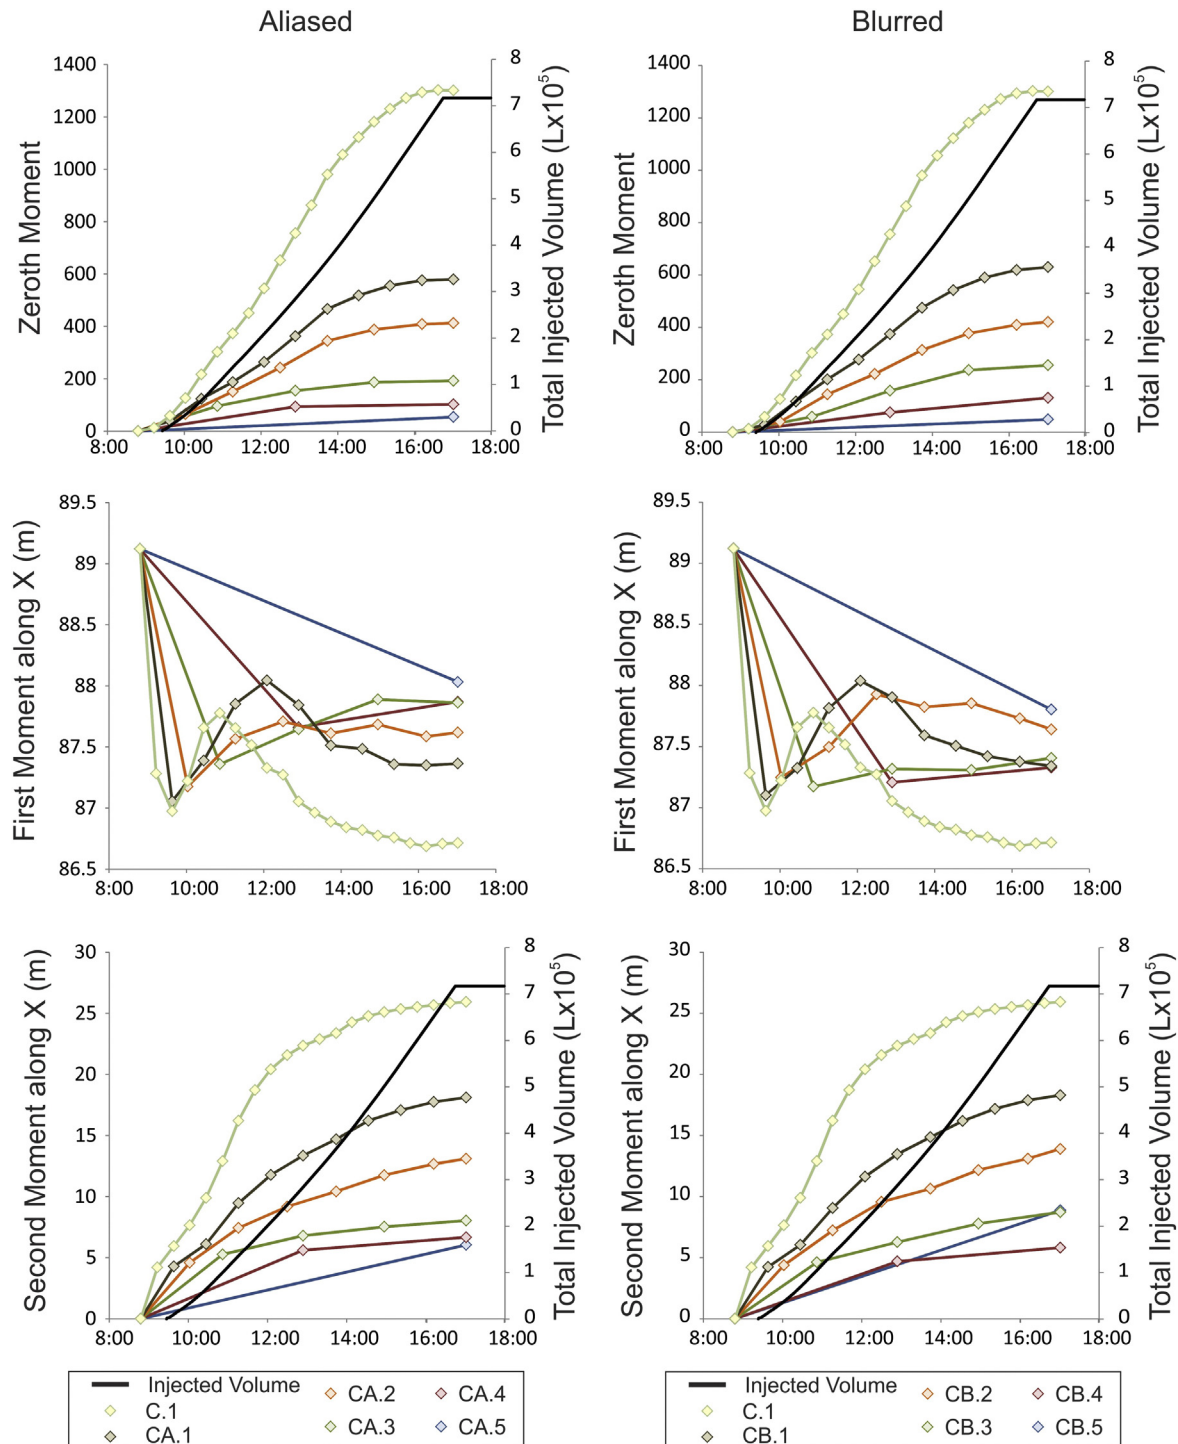 Aliased
Blurred
Zeroth Moment
1400
1200
1000
800
600
400
200
0
8:00 10:00 12:00 14:00 16:00 18:00
8
7
6
5
4
3
2
1
0
Total Injected Volume (Lx10⁵)
Zeroth Moment
1400
1200
1000
800
600
400
200
0
8:00 10:00 12:00 14:00 16:00 18:00
8
7
6
5
4
3
2
1
0
Total Injected Volume (Lx10⁵)
First Moment along X (m)
89.5
89
88.5
88
87.5
87
86.5
8:00 10:00 12:00 14:00 16:00 18:00
First Moment along X (m)
89.5
89
88.5
88
87.5
87
86.5
8:00 10:00 12:00 14:00 16:00 18:00
Second Moment along X (m)
30
25
20
15
10
5
0
8:00 10:00 12:00 14:00 16:00 18:00
8
7
6
5
4
3
2
1
0
Total Injected Volume (Lx10⁵)
Second Moment along X (m)
30
25
20
15
10
5
0
8:00 10:00 12:00 14:00 16:00 18:00
8
7
6
5
4
3
2
1
0
Total Injected Volume (Lx10⁵)
Injected Volume
C.1
CA.1
CA.2
CA.3
CA.4
CA.5
Injected Volume
C.1
CB.1
CB.2
CB.3
CB.4
CB.5